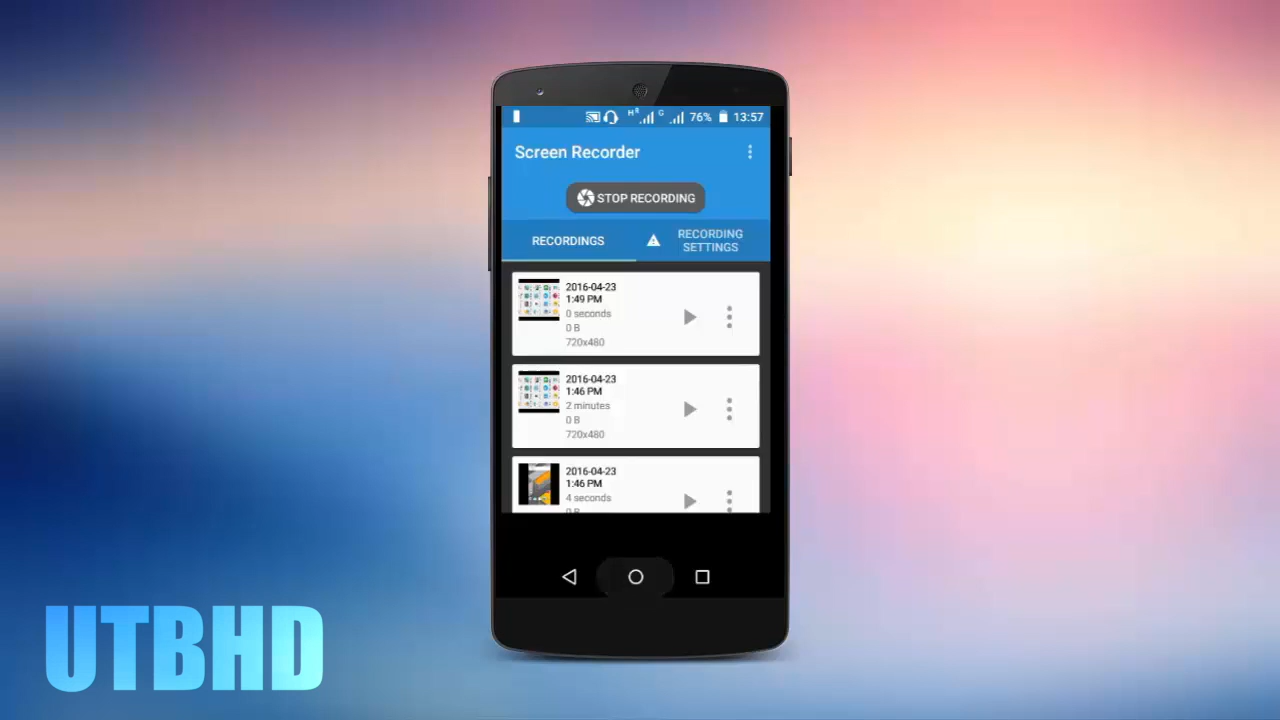 H R G 76% 13:57
Screen Recorder
STOP RECORDING
RECORDINGS
RECORDING
SETTINGS
2016-04-23
1:49 PM
0 seconds
0 B
720x480
2016-04-23
1:46 PM
2 minutes
0 B
720x480
2016-04-23
1:46 PM
4 seconds
0 B
UTBHD